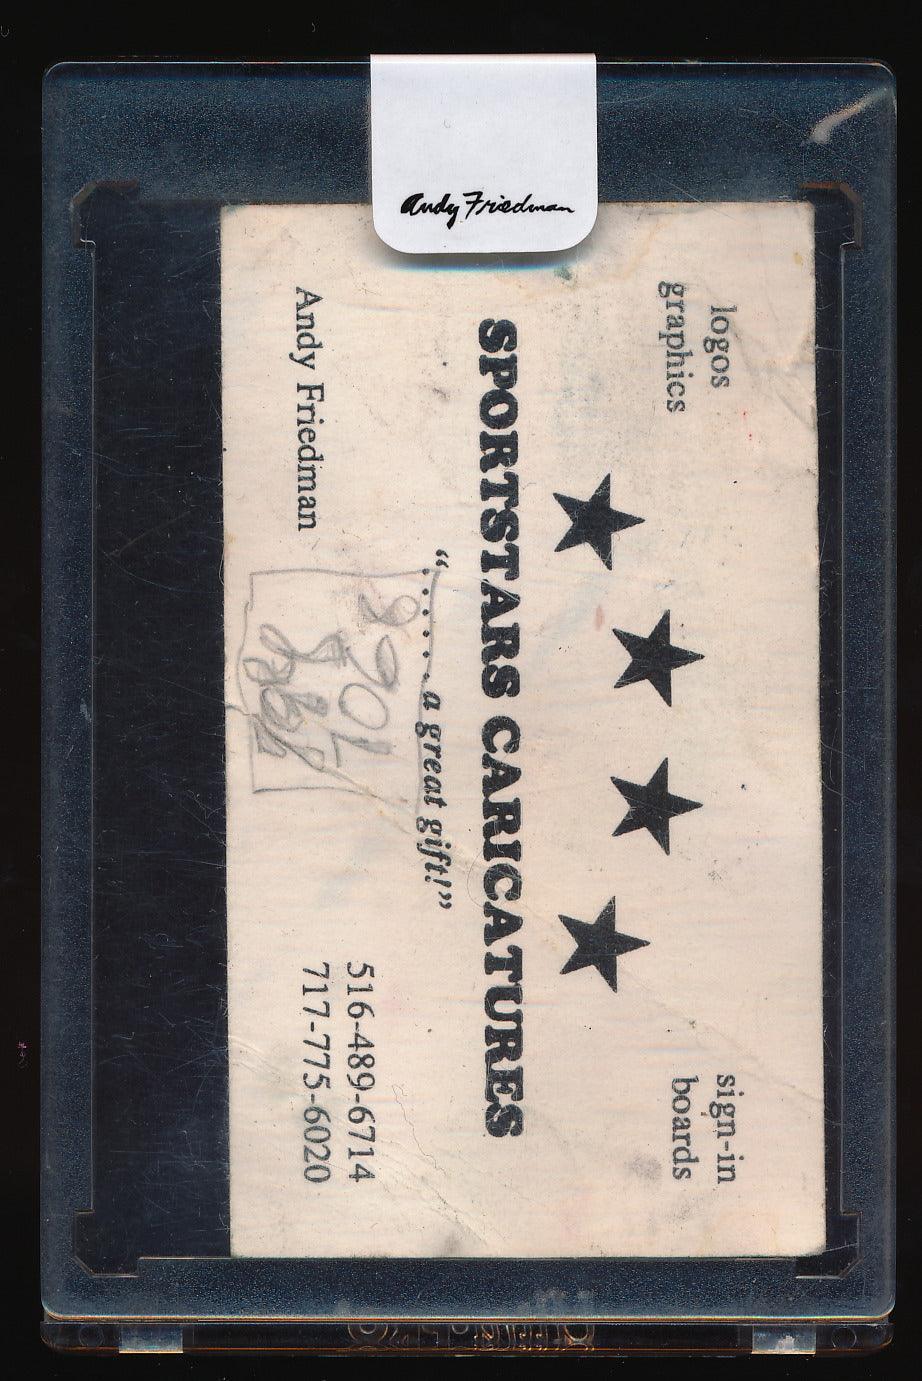 Andy Friedman
logos
graphics
sign-in
boards
SPORTSTARS CARICATURES
“. . . . . a great gift!”
Andy Friedman
516-489-6714
717-775-6020